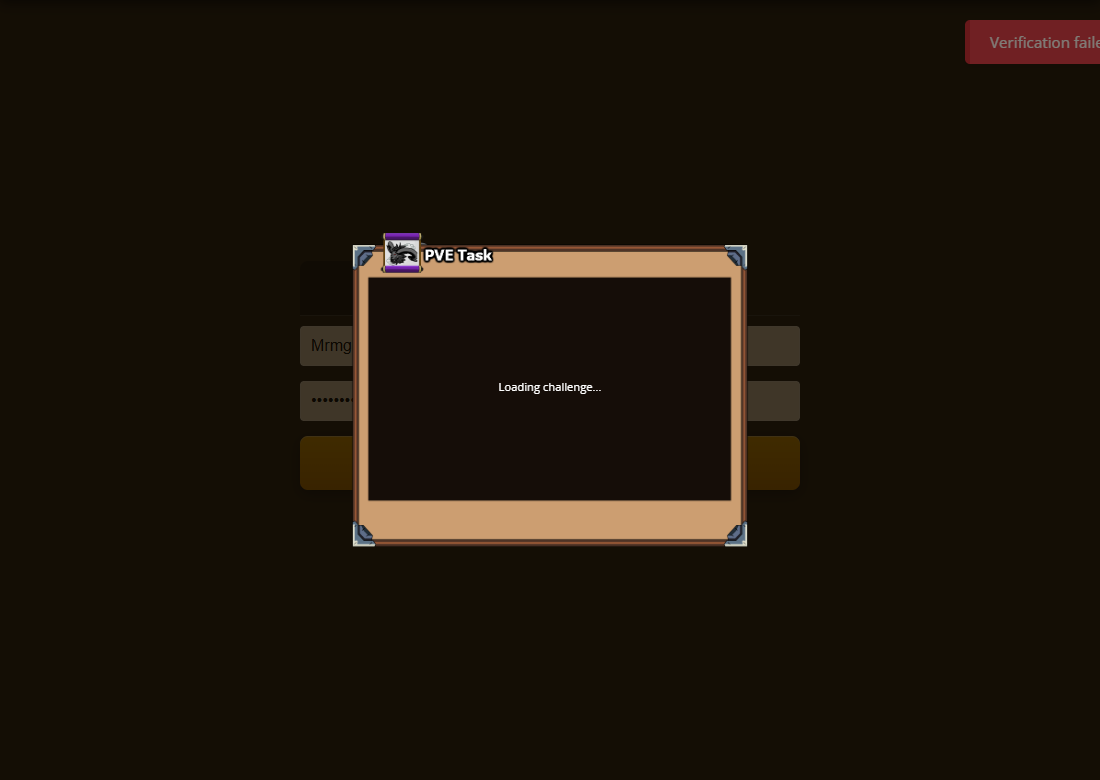 Verification faile
PVE Task
Mrmg
Loading challenge...
••••••••